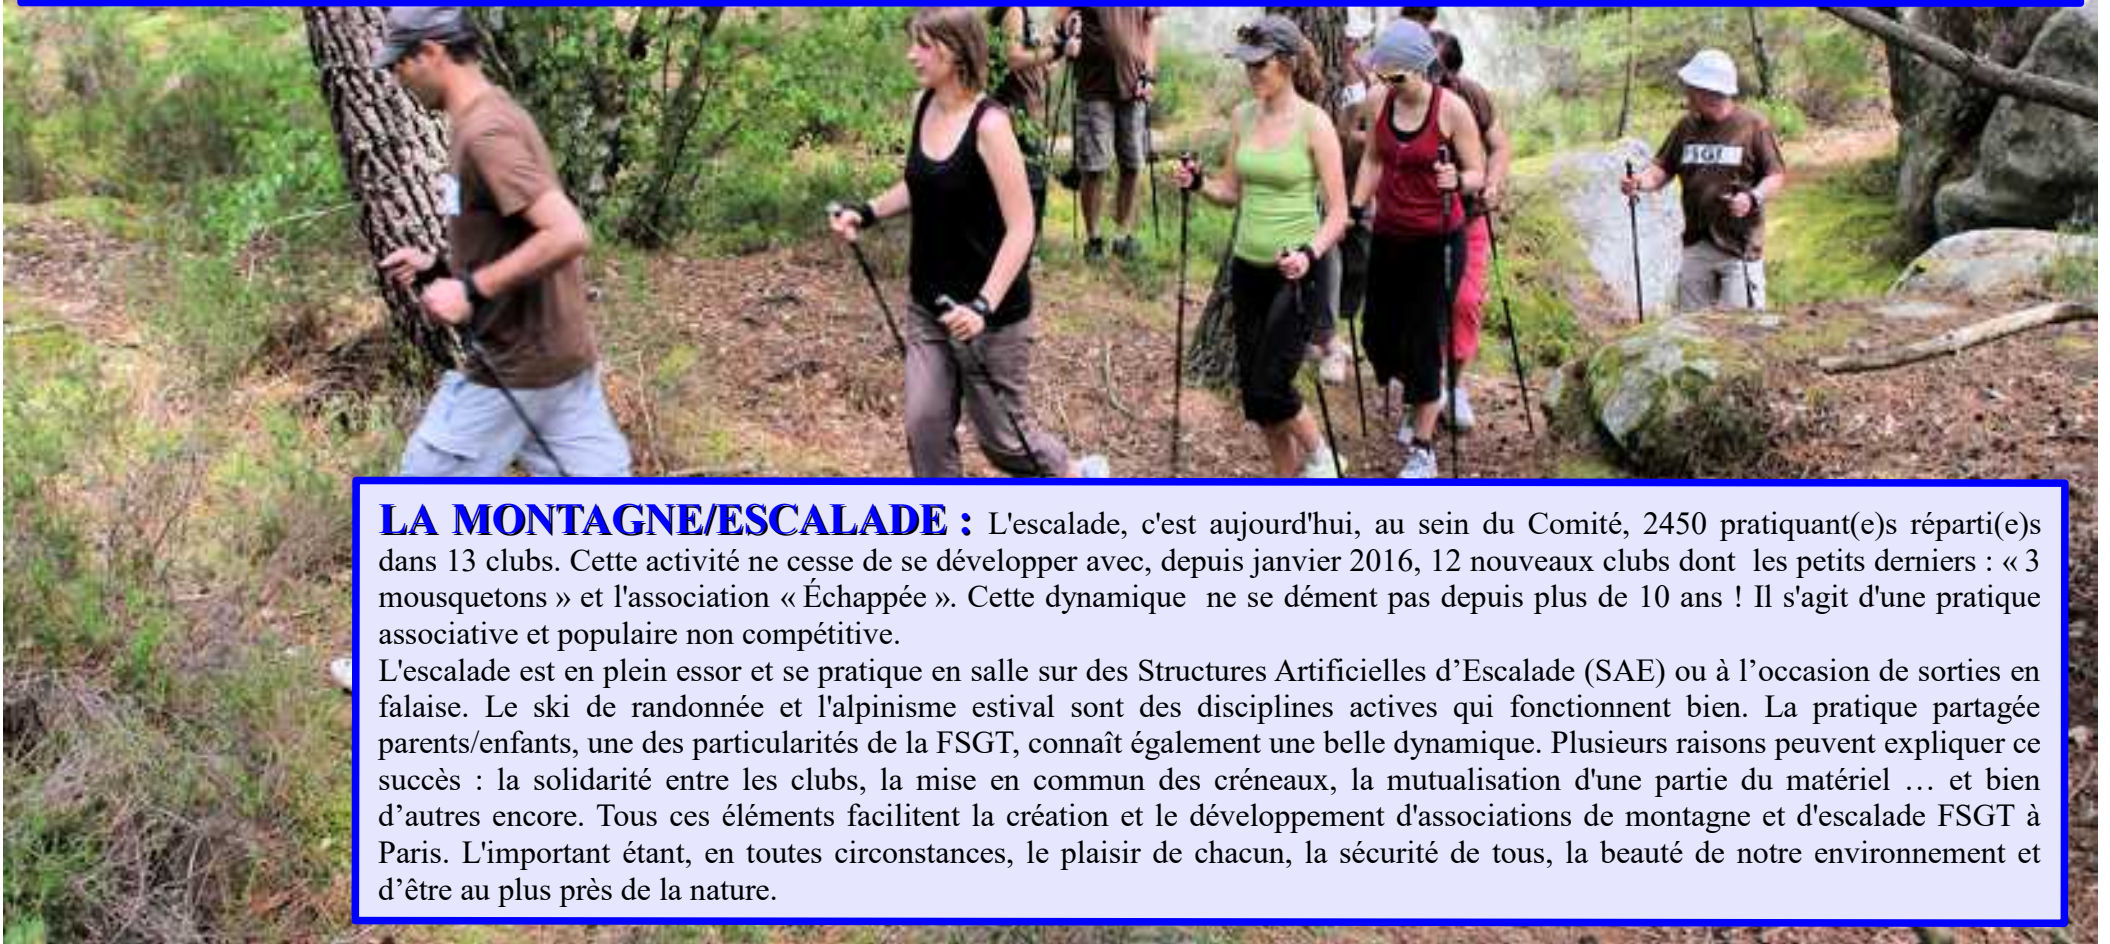 FSGT
LA MONTAGNE/ESCALADE : L'escalade, c'est aujourd'hui, au sein du Comité, 2450 pratiquant(e)s réparti(e)s
dans 13 clubs. Cette activité ne cesse de se développer avec, depuis janvier 2016, 12 nouveaux clubs dont les petits derniers : « 3
mousquetons » et l'association « Échappée ». Cette dynamique ne se dément pas depuis plus de 10 ans ! Il s'agit d'une pratique
associative et populaire non compétitive.
L'escalade est en plein essor et se pratique en salle sur des Structures Artificielles d’Escalade (SAE) ou à l’occasion de sorties en
falaise. Le ski de randonnée et l'alpinisme estival sont des disciplines actives qui fonctionnent bien. La pratique partagée
parents/enfants, une des particularités de la FSGT, connaît également une belle dynamique. Plusieurs raisons peuvent expliquer ce
succès : la solidarité entre les clubs, la mise en commun des créneaux, la mutualisation d'une partie du matériel … et bien
d’autres encore. Tous ces éléments facilitent la création et le développement d'associations de montagne et d'escalade FSGT à
Paris. L'important étant, en toutes circonstances, le plaisir de chacun, la sécurité de tous, la beauté de notre environnement et
d’être au plus près de la nature.